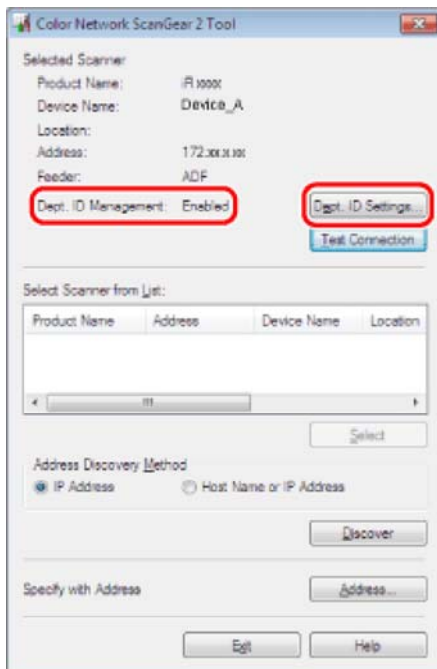 Color Network ScanGear 2 Tool
Selected Scanner
Product Name: iR xxxx
Device Name: Device_A
Location:
Address: 172.xx.x.xx
Feeder: ADF
Dept. ID Management: Enabled
Dept. ID Settings...
Test Connection
Select Scanner from List:
Product Name Address Device Name Location
Select
Address Discovery Method
IP Address Host Name or IP Address
Discover
Specify with Address Address...
Exit Help